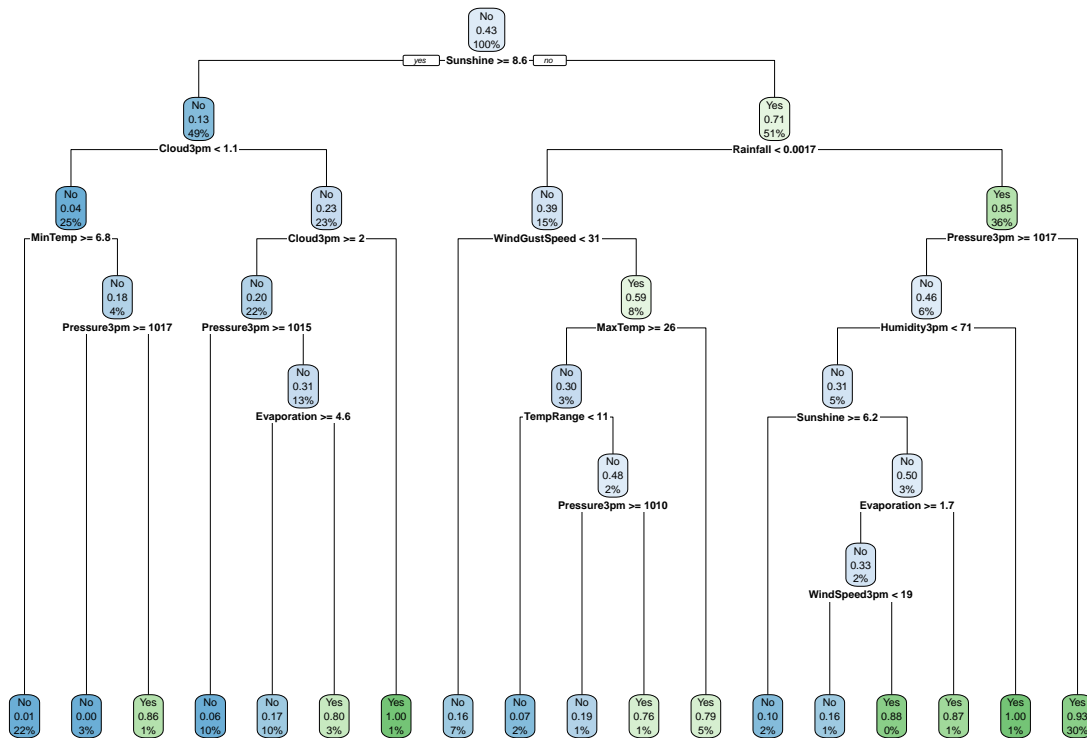 No
0.43
100%
yes Sunshine >= 8.6 no
No
0.13
49%
Yes
0.71
51%
Cloud3pm < 1.1
Rainfall < 0.0017
No
0.04
25%
No
0.23
23%
No
0.39
15%
Yes
0.85
36%
MinTemp >= 6.8
Cloud3pm >= 2
WindGustSpeed < 31
Pressure3pm >= 1017
No
0.18
4%
No
0.20
22%
Yes
0.59
8%
No
0.46
6%
Pressure3pm >= 1017
Pressure3pm >= 1015
MaxTemp >= 26
Humidity3pm < 71
No
0.31
13%
No
0.30
3%
No
0.31
5%
Evaporation >= 4.6
TempRange < 11
Sunshine >= 6.2
No
0.48
2%
No
0.50
3%
Pressure3pm >= 1010
Evaporation >= 1.7
No
0.33
2%
WindSpeed3pm < 19
No
0.01
22%
No
0.00
3%
Yes
0.86
1%
No
0.06
10%
No
0.17
10%
Yes
0.80
3%
Yes
1.00
1%
No
0.16
7%
No
0.07
2%
No
0.19
1%
Yes
0.76
1%
Yes
0.79
5%
No
0.10
2%
No
0.16
1%
Yes
0.88
0%
Yes
0.87
1%
Yes
1.00
1%
Yes
0.93
30%